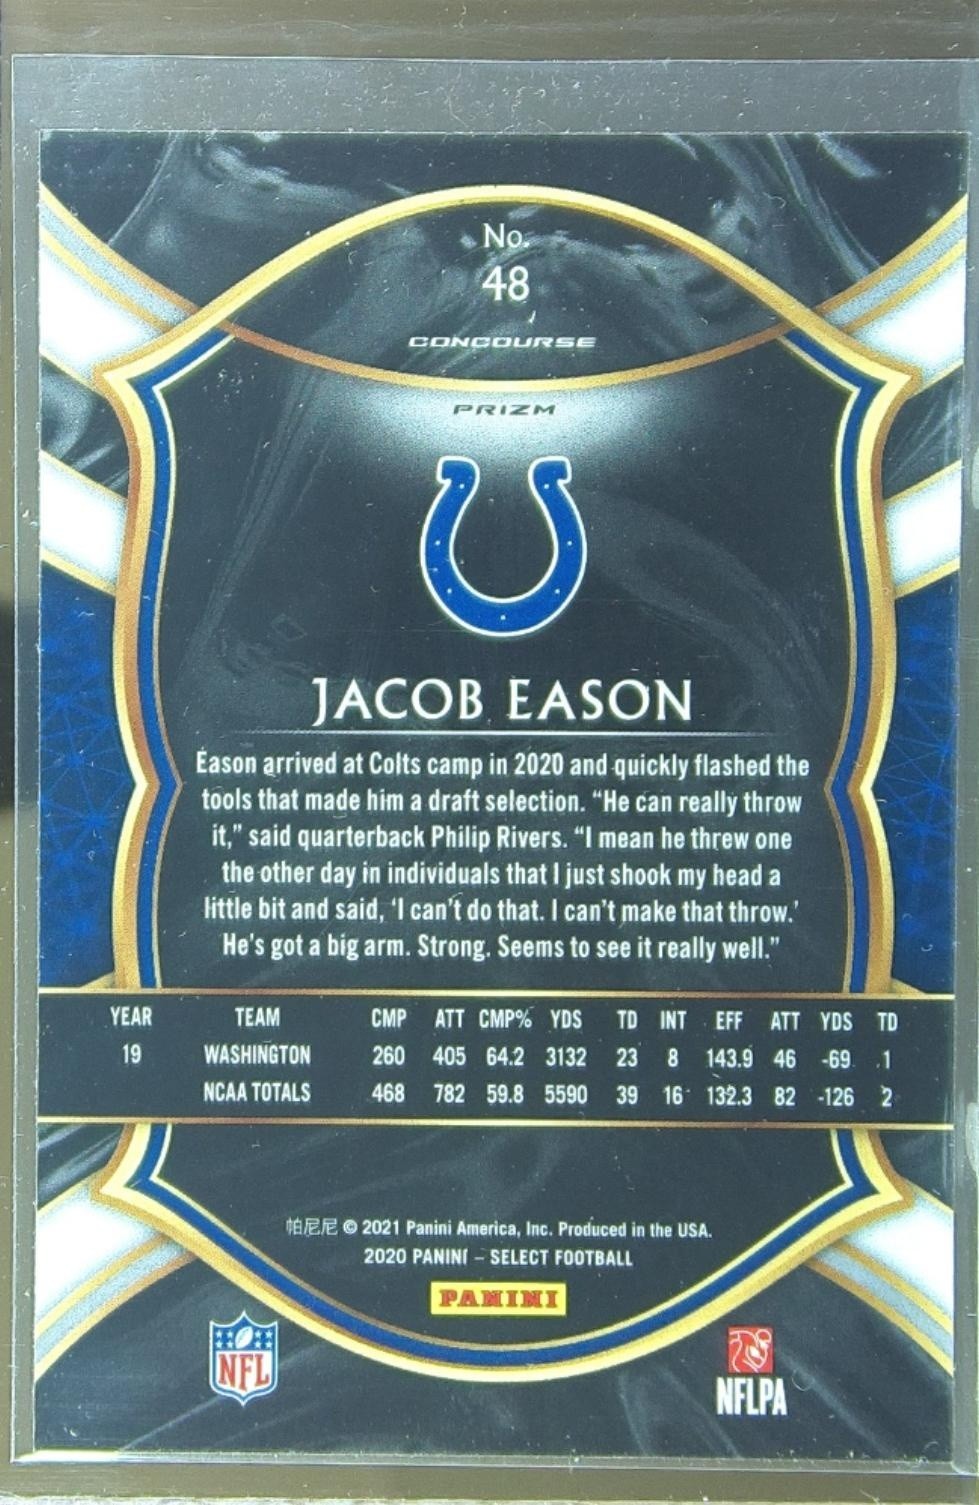 No.
48
CONCOURSE
PRIZM
JACOB EASON
Eason arrived at Colts camp in 2020 and quickly flashed the
tools that made him a draft selection. “He can really throw
it,” said quarterback Philip Rivers. “I mean he threw one
the other day in individuals that I just shook my head a
little bit and said, ‘I can’t do that. I can’t make that throw.’
He’s got a big arm. Strong. Seems to see it really well.”
YEAR TEAM CMP ATT CMP% YDS TD INT EFF ATT YDS TD
19 WASHINGTON 260 405 64.2 3132 23 8 143.9 46 -69 1
NCAA TOTALS 468 782 59.8 5590 39 16 132.3 82 -126 2
帕尼尼 © 2021 Panini America, Inc. Produced in the USA.
2020 PANINI – SELECT FOOTBALL
PANINI
NFL
NFLPA